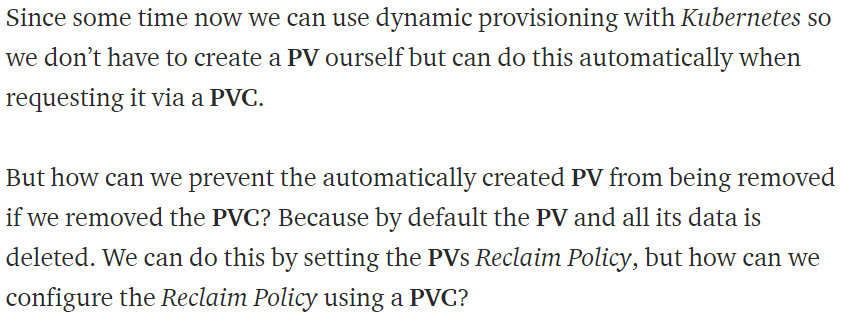 Since some time now we can use dynamic provisioning with Kubernetes so
we don’t have to create a PV ourself but can do this automatically when
requesting it via a PVC.
But how can we prevent the automatically created PV from being removed
if we removed the PVC? Because by default the PV and all its data is
deleted. We can do this by setting the PVs Reclaim Policy, but how can we
configure the Reclaim Policy using a PVC?